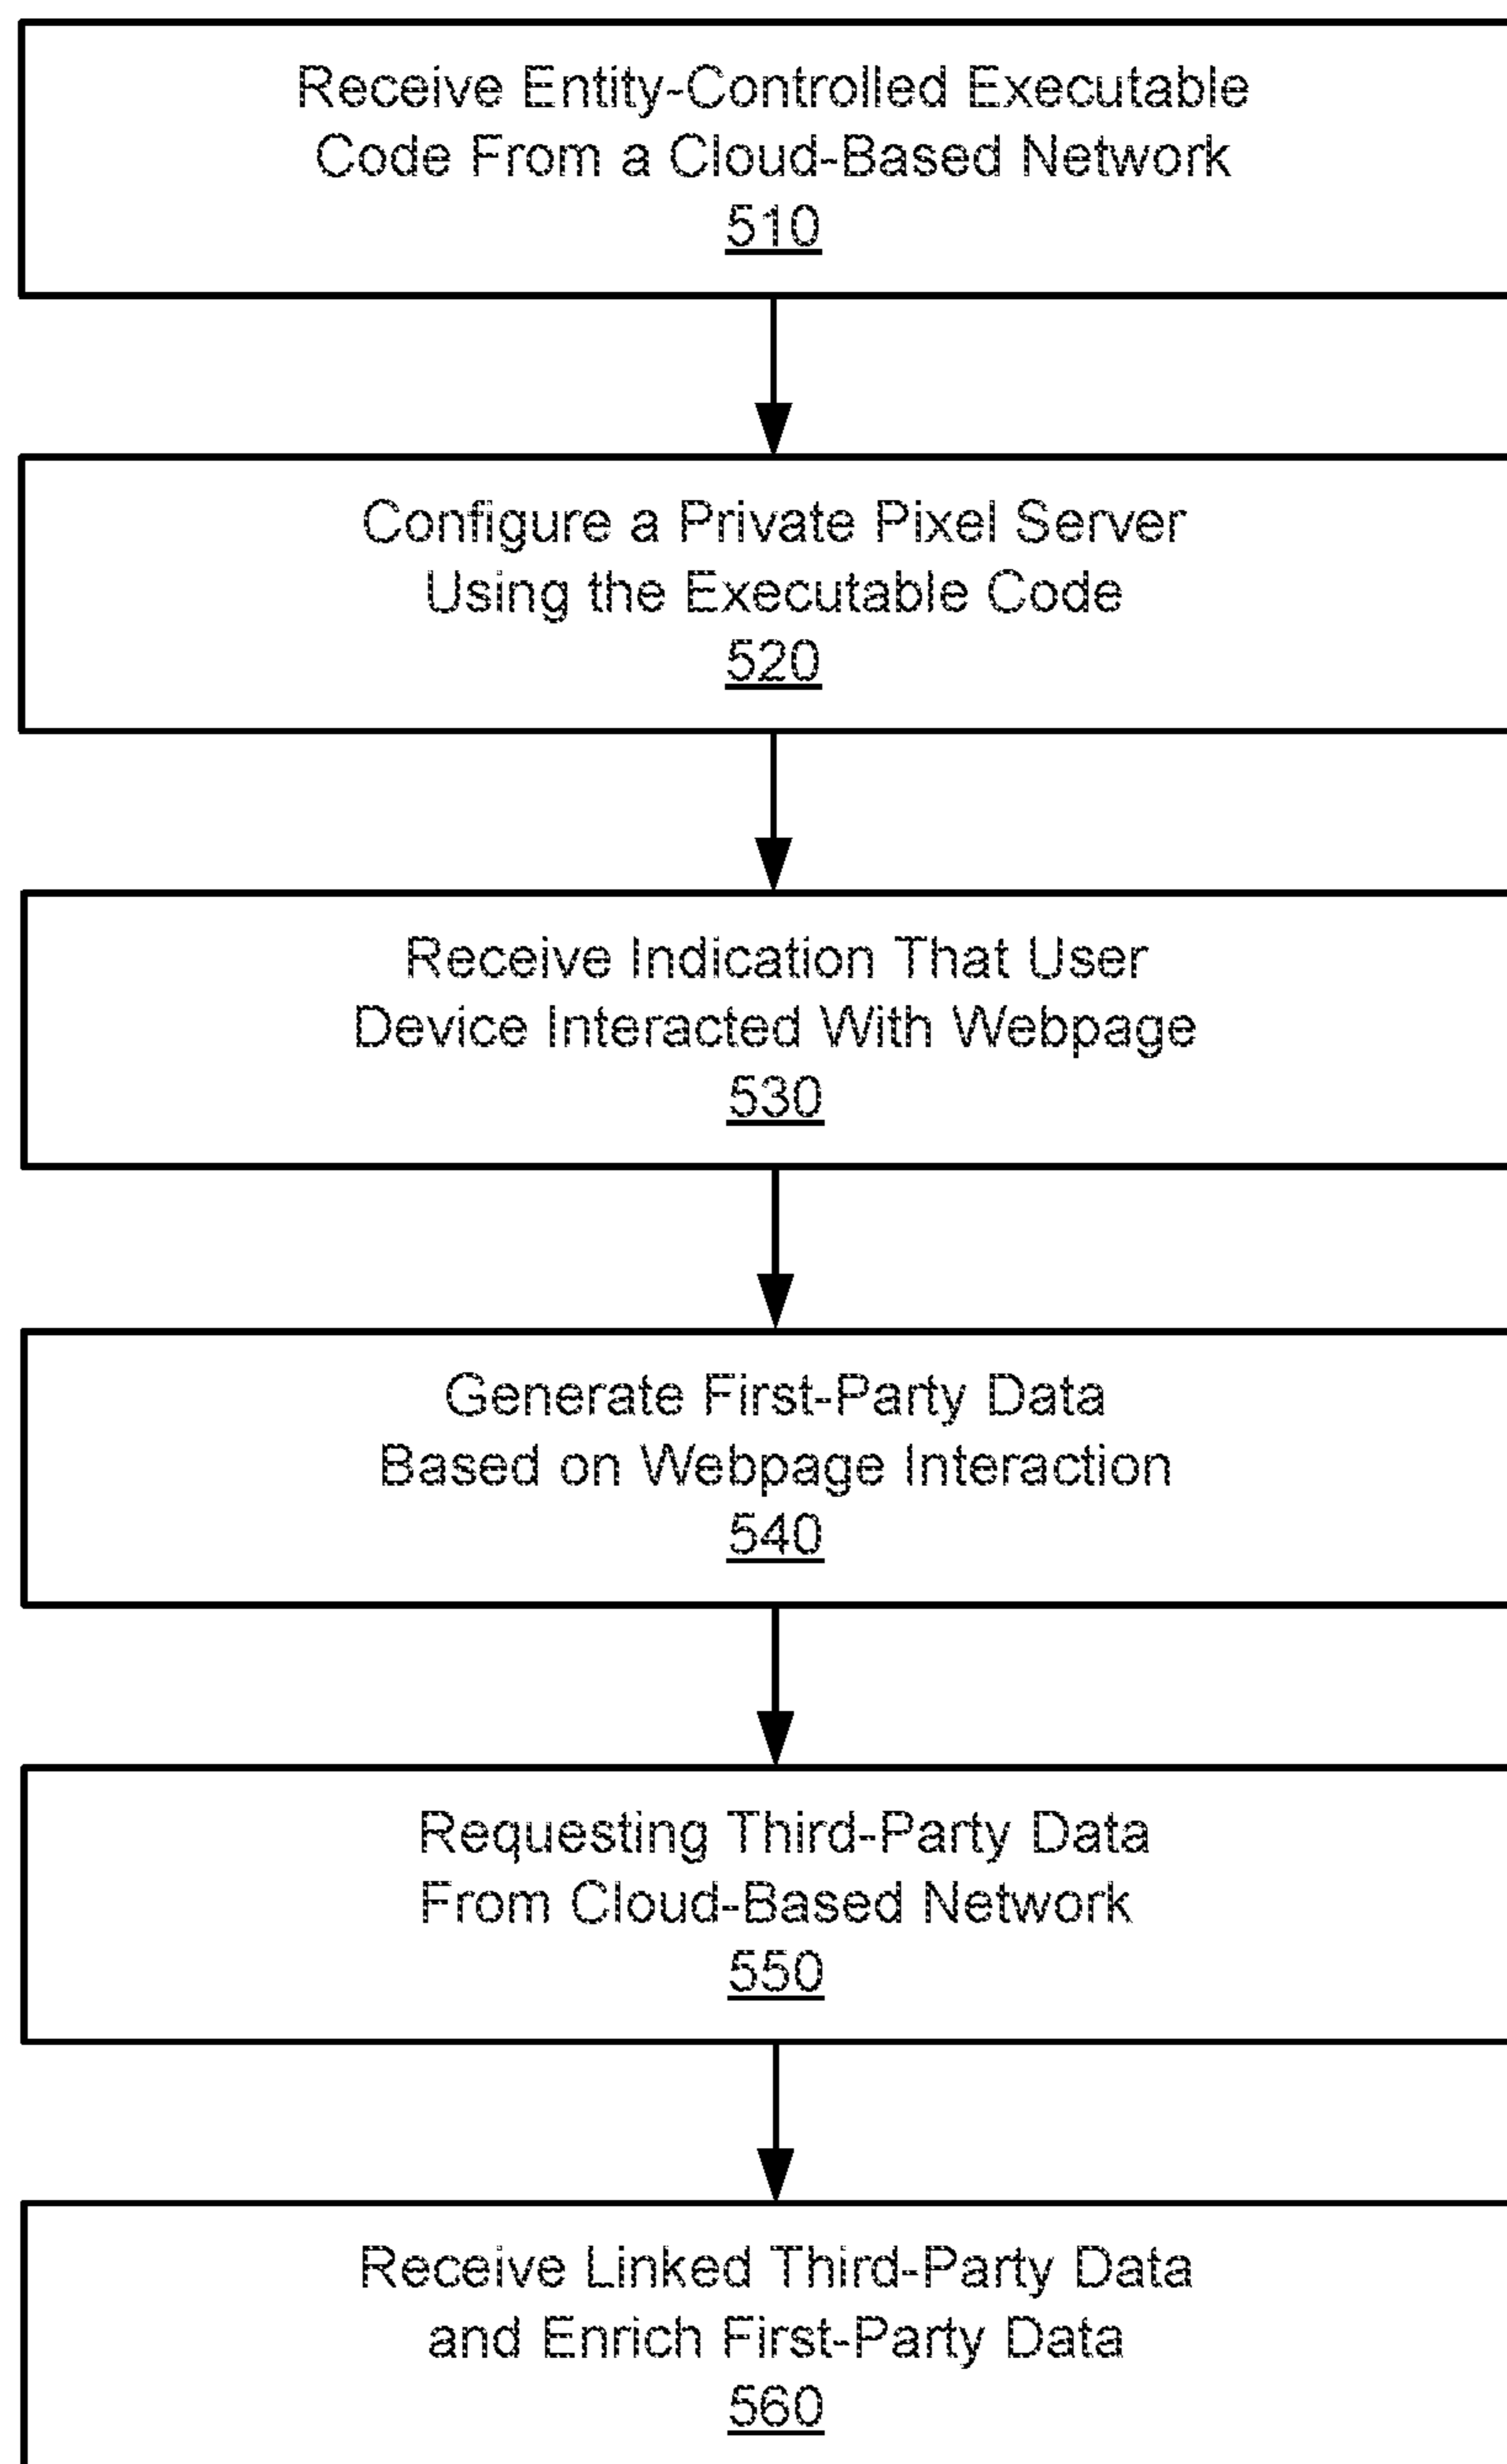 Receive Entity-Controlled Executable
Code From a Cloud-Based Network
510
Configure a Private Pixel Server
Using the Executable Code
520
Receive Indication That User
Device Interacted With Webpage
530
Generate First-Party Data
Based on Webpage Interaction
540
Requesting Third-Party Data
From Cloud-Based Network
550
Receive Linked Third-Party Data
and Enrich First-Party Data
560